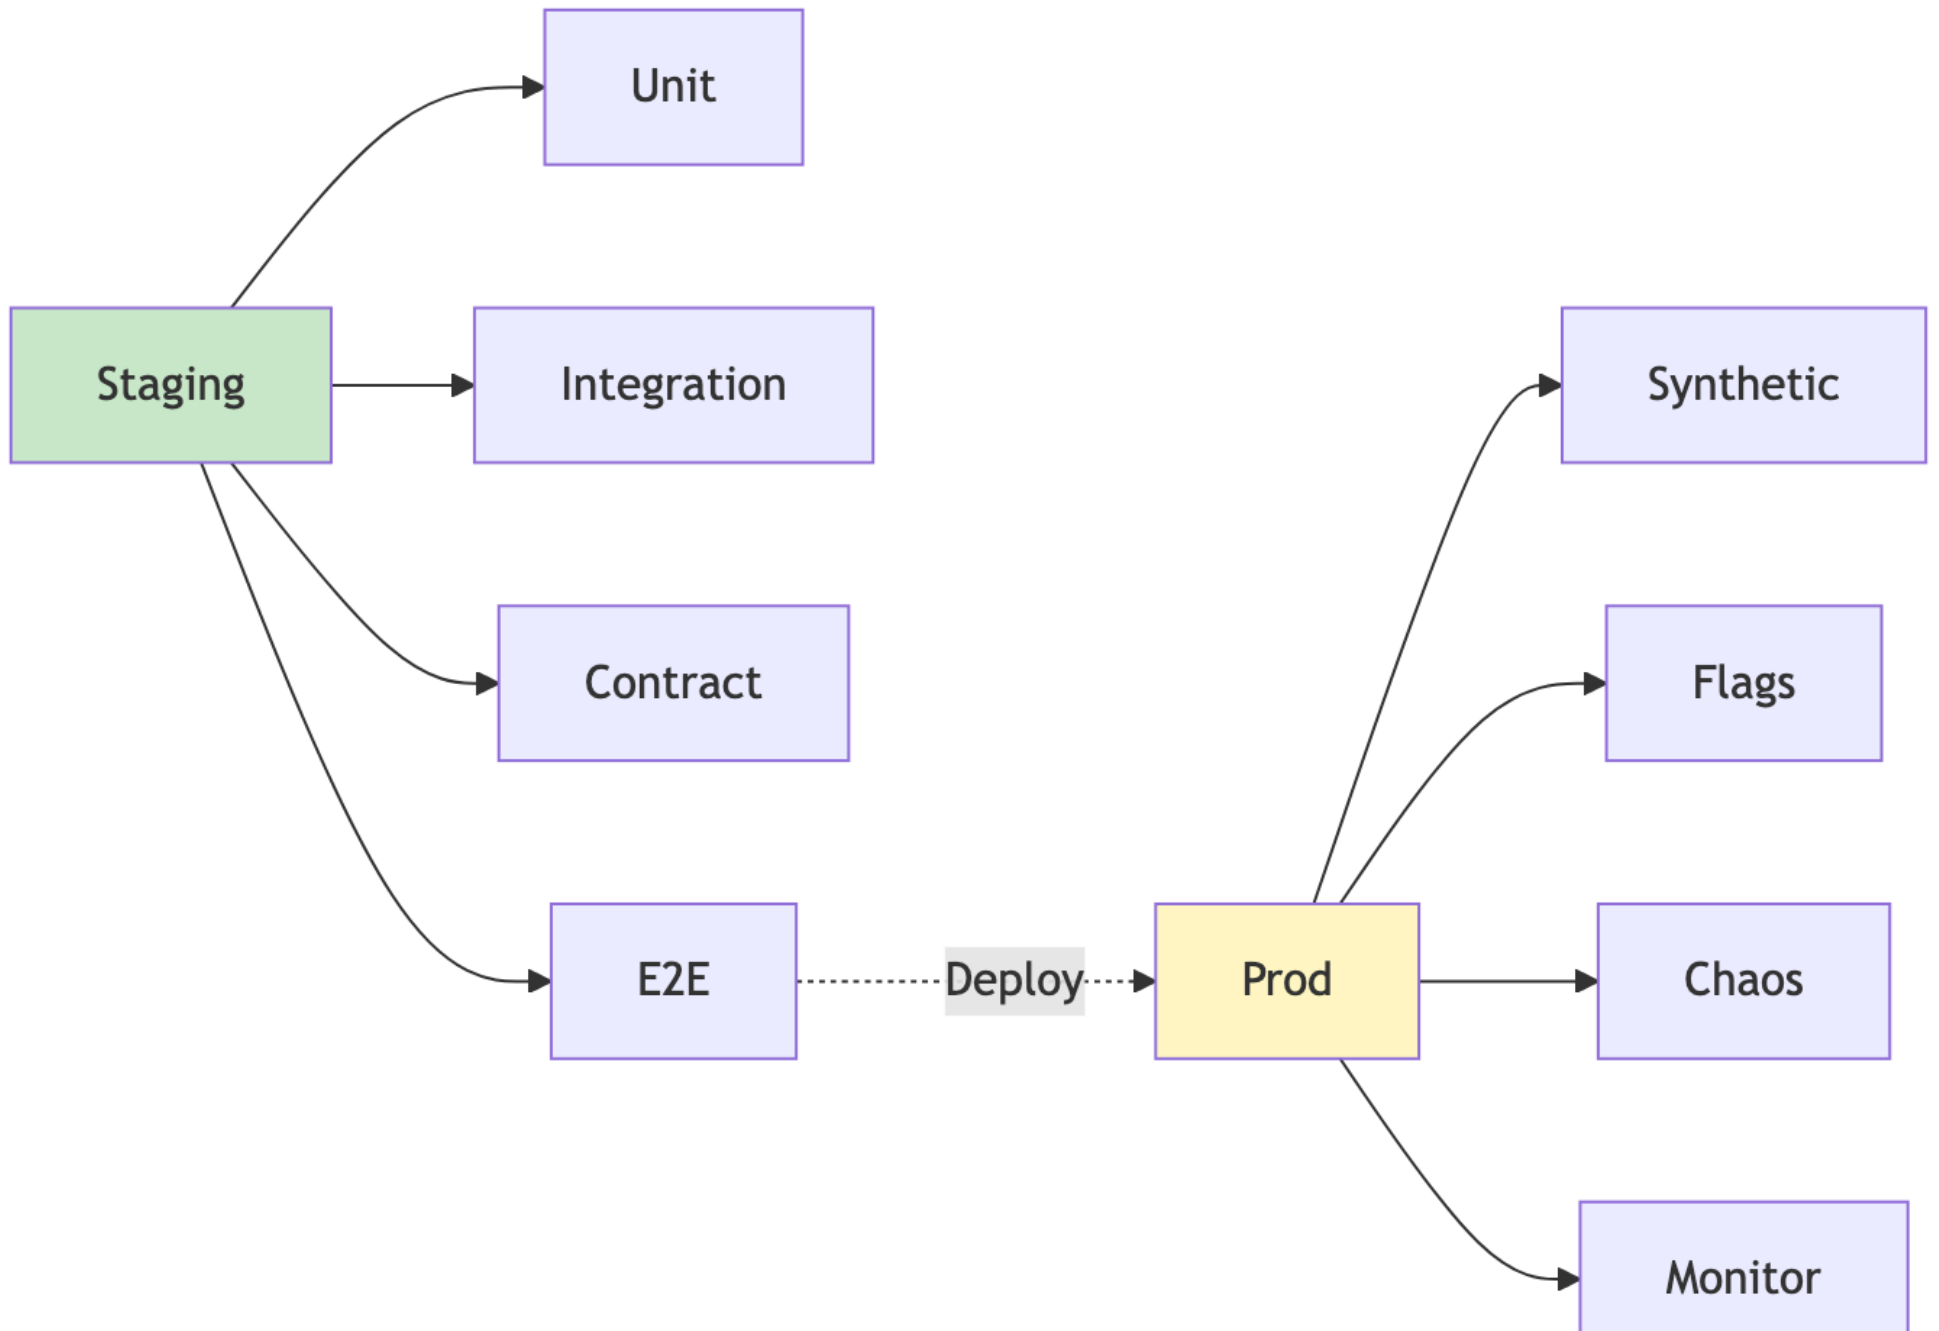 Unit
Staging
Integration
Synthetic
Contract
Flags
E2E
Deploy
Prod
Chaos
Monitor